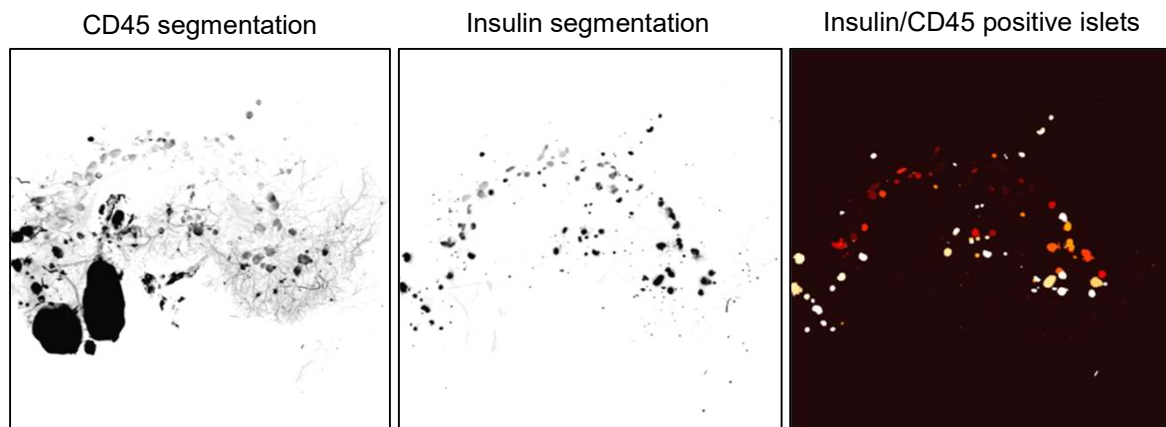 CD45 segmentation
Insulin segmentation
Insulin/CD45 positive islets